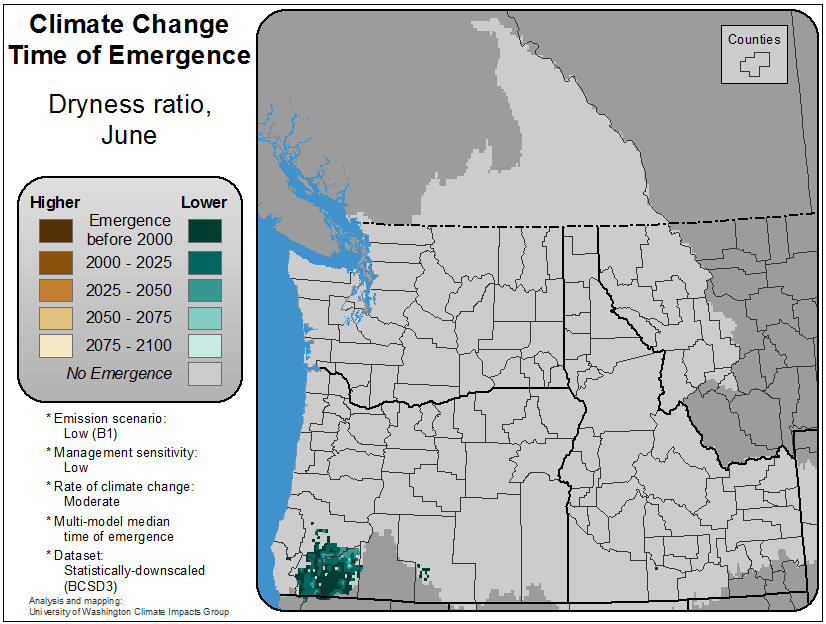 Climate Change
Time of Emergence
Dryness ratio,
June
Higher
Lower
Emergence
before 2000
2000 - 2025
2025 - 2050
2050 - 2075
2075 - 2100
No Emergence
* Emission scenario:
Low (B1)
* Management sensitivity:
Low
* Rate of climate change:
Moderate
* Multi-model median
time of emergence
* Dataset:
Statistically-downscaled
(BCSD3)
Analysis and mapping:
University of Washington Climate Impacts Group
Counties